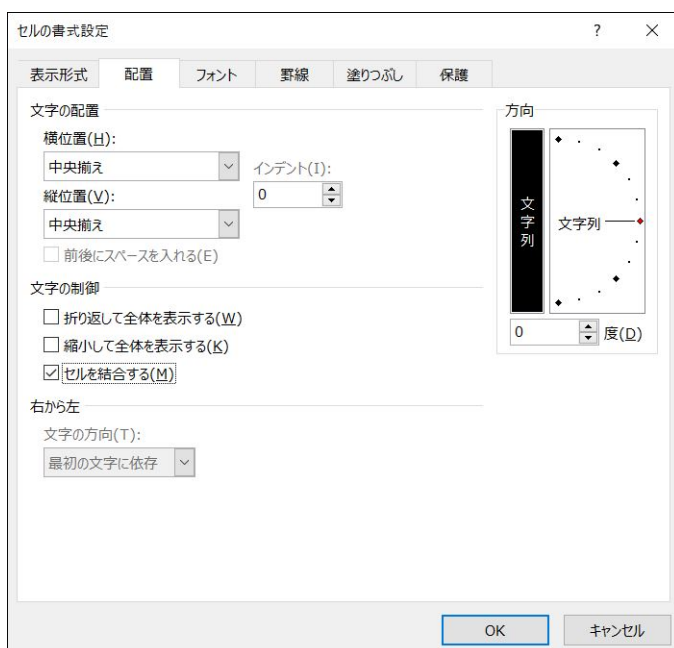 セルの書式設定 ?
表示形式 配置 フォント 罫線 塗りつぶし 保護
文字の配置
横位置(H):
中央揃え
インデント(I):
0
縦位置(V):
中央揃え
前後にスペースを入れる(E)
文字の制御
折り返して全体を表示する(W)
縮小して全体を表示する(K)
セルを結合する(M)
右から左
文字の方向(T):
最初の文字に依存
方向
文字列
文字列
0 度(D)
OK キャンセル